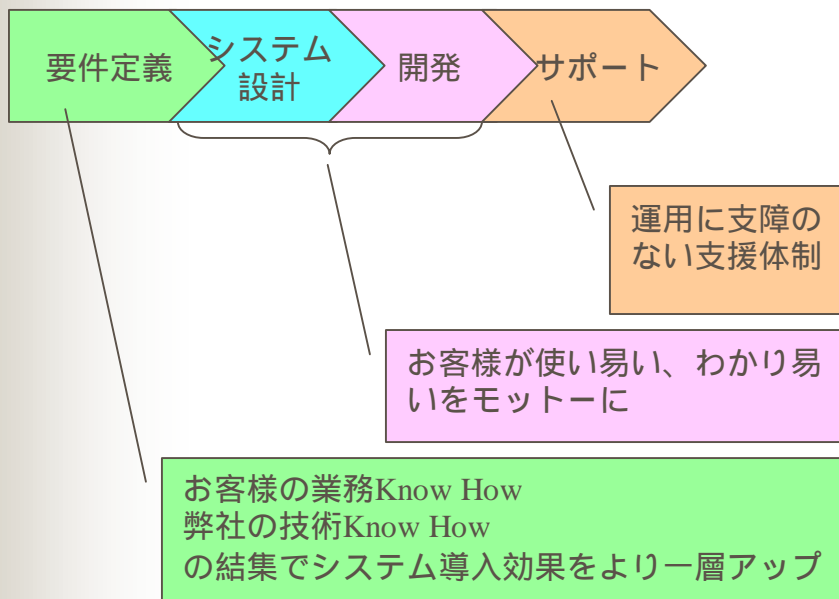 要件定義
システム
設計
開発
サポート
運用に支障の
ない支援体制
お客様が使い易い、わかり易
いをモットーに
お客様の業務Know How
弊社の技術Know How
の結集でシステム導入効果をより一層アップ